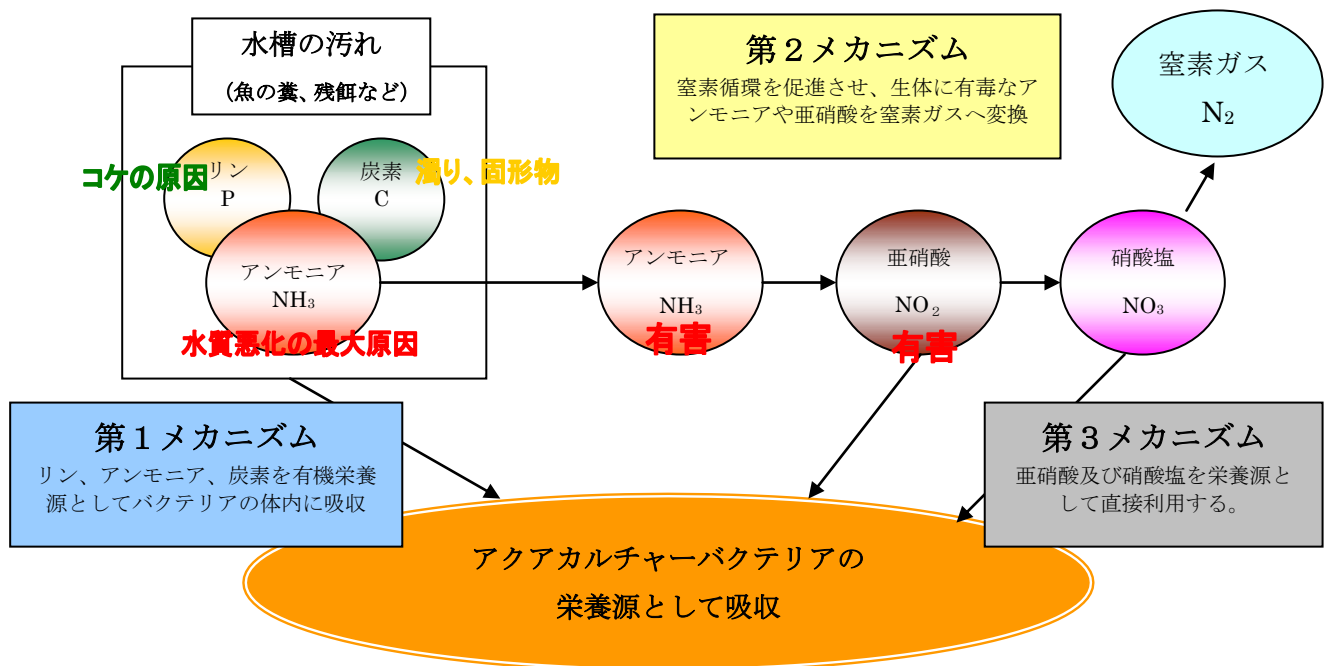 水槽の汚れ
(魚の糞、残餌など)
コケの原因
リン
P
炭素
C
濁り、固形物
アンモニア
NH₃
水質悪化の最大原因
第２メカニズム
窒素循環を促進させ、生体に有毒なア
ンモニアや亜硝酸を窒素ガスへ変換
窒素ガス
N₂
アンモニア
NH₃
有害
亜硝酸
NO₂
有害
硝酸塩
NO₃
第１メカニズム
リン、アンモニア、炭素を有機栄養
源としてバクテリアの体内に吸収
第３メカニズム
亜硝酸及び硝酸塩を栄養源と
して直接利用する。
アクアカルチャーバクテリアの
栄養源として吸収